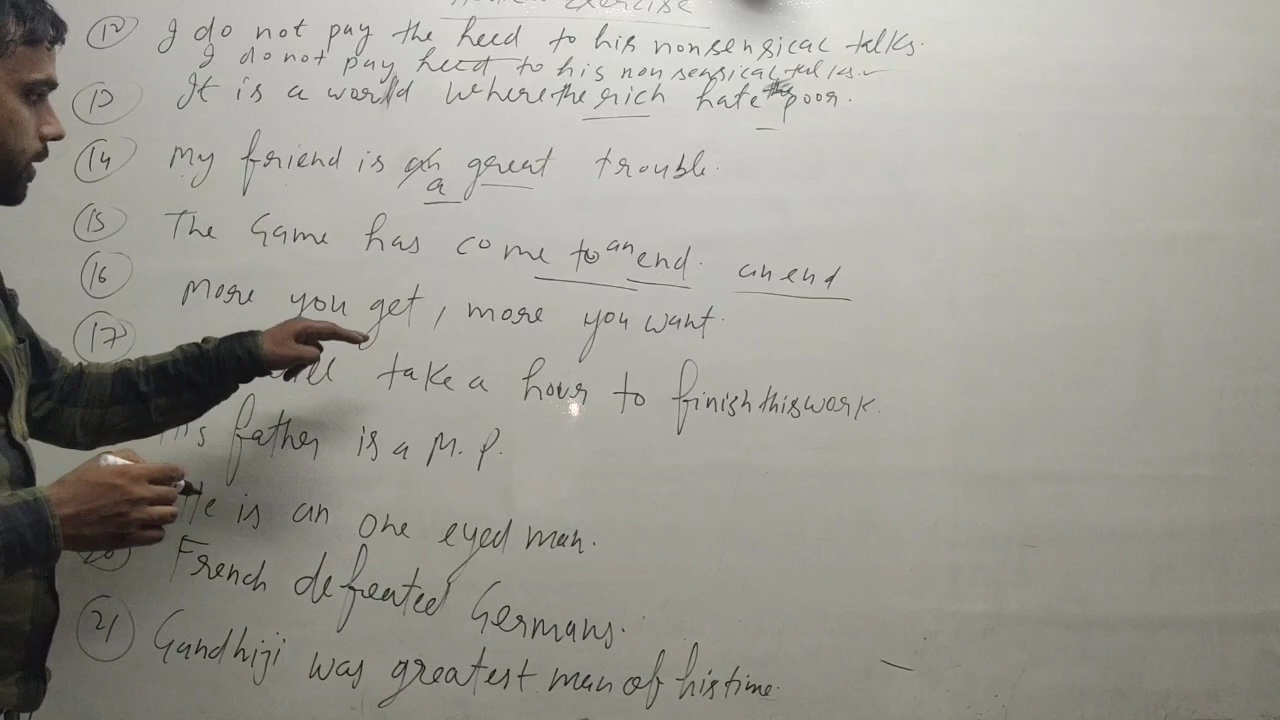 Exercise
(12) I do not pay the heed to his nonsensical talks.
I do not pay heed to his nonsensical talks.
(13) It is a world where the rich hate the poor.
(14) My friend is an great trouble.
a
(15) The Game has come to an end. an end
(16) More you get, more you want.
(17)
will take a hour to finish this work.
His father is a M.P.
He is an one eyed man.
(20) French defeated Germans.
(21) Gandhiji was greatest man of his time.